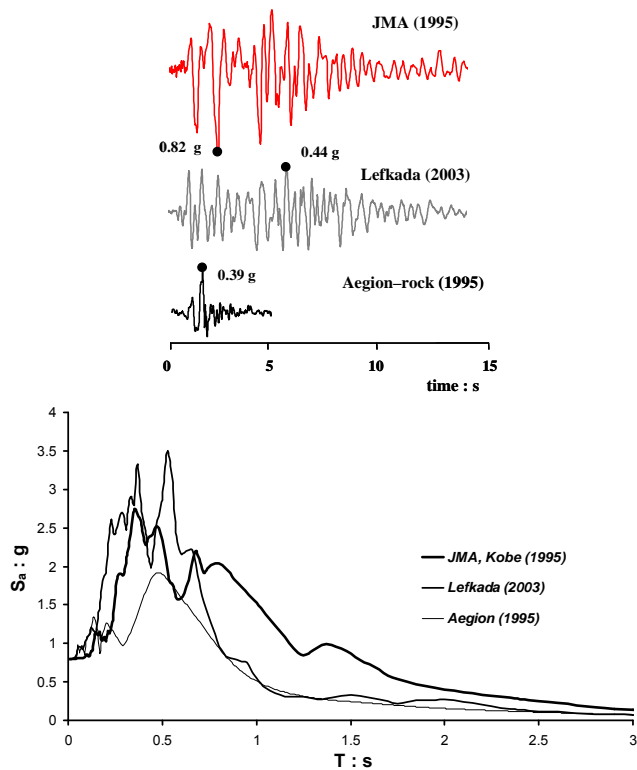 JMA (1995)
0.82 g
0.44 g
Lefkada (2003)
0.39 g
Aegion–rock (1995)
0 5 10 15
time : s
4
3.5
3
2.5
2
1.5
1
0.5
0
Sa : g
JMA, Kobe (1995)
Lefkada (2003)
Aegion (1995)
0 0.5 1 1.5 2 2.5 3
T : s